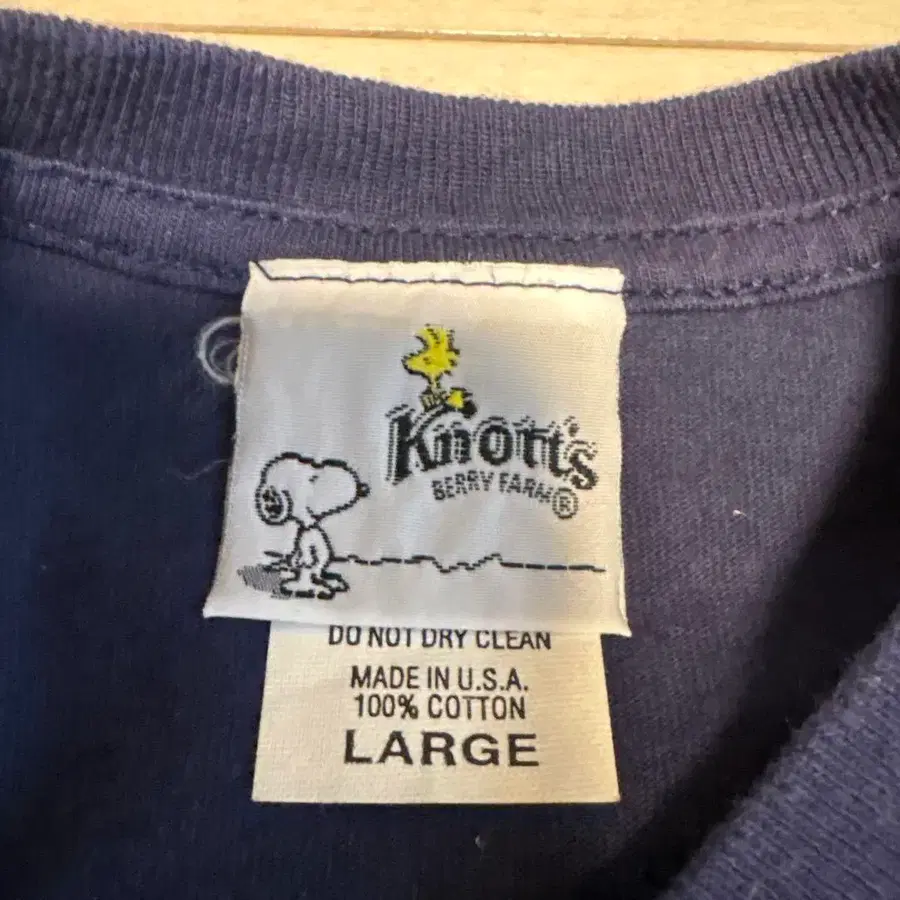 Knott's
BERRY FARM®
DO NOT DRY CLEAN
MADE IN U.S.A.
100% COTTON
LARGE